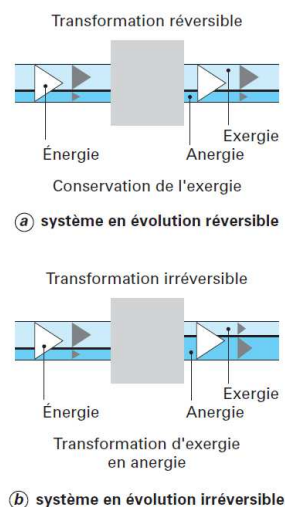 Transformation réversible
Exergie
Énergie
Anergie
Conservation de l'exergie
a système en évolution réversible
Transformation irréversible
Exergie
Énergie
Anergie
Transformation d'exergie
en anergie
b système en évolution irréversible